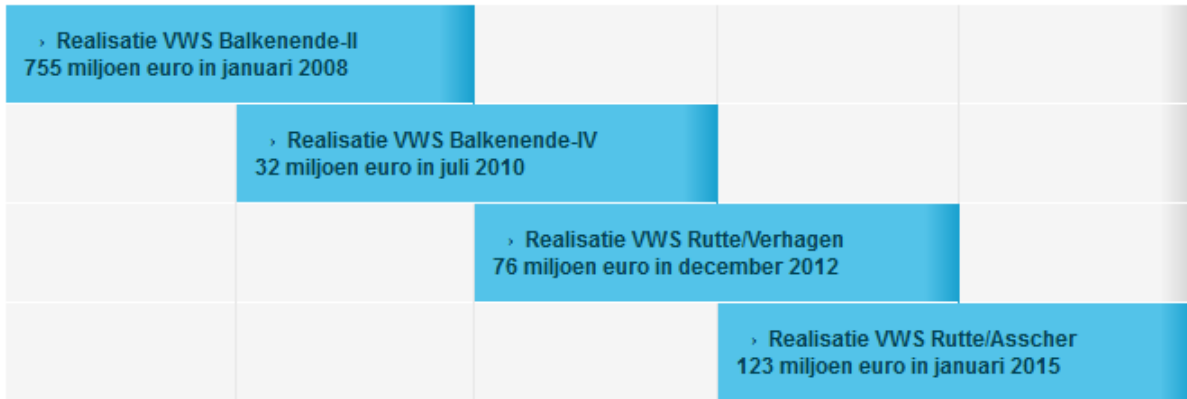 › Realisatie VWS Balkenende-II
755 miljoen euro in januari 2008
› Realisatie VWS Balkenende-IV
32 miljoen euro in juli 2010
› Realisatie VWS Rutte/Verhagen
76 miljoen euro in december 2012
› Realisatie VWS Rutte/Asscher
123 miljoen euro in januari 2015